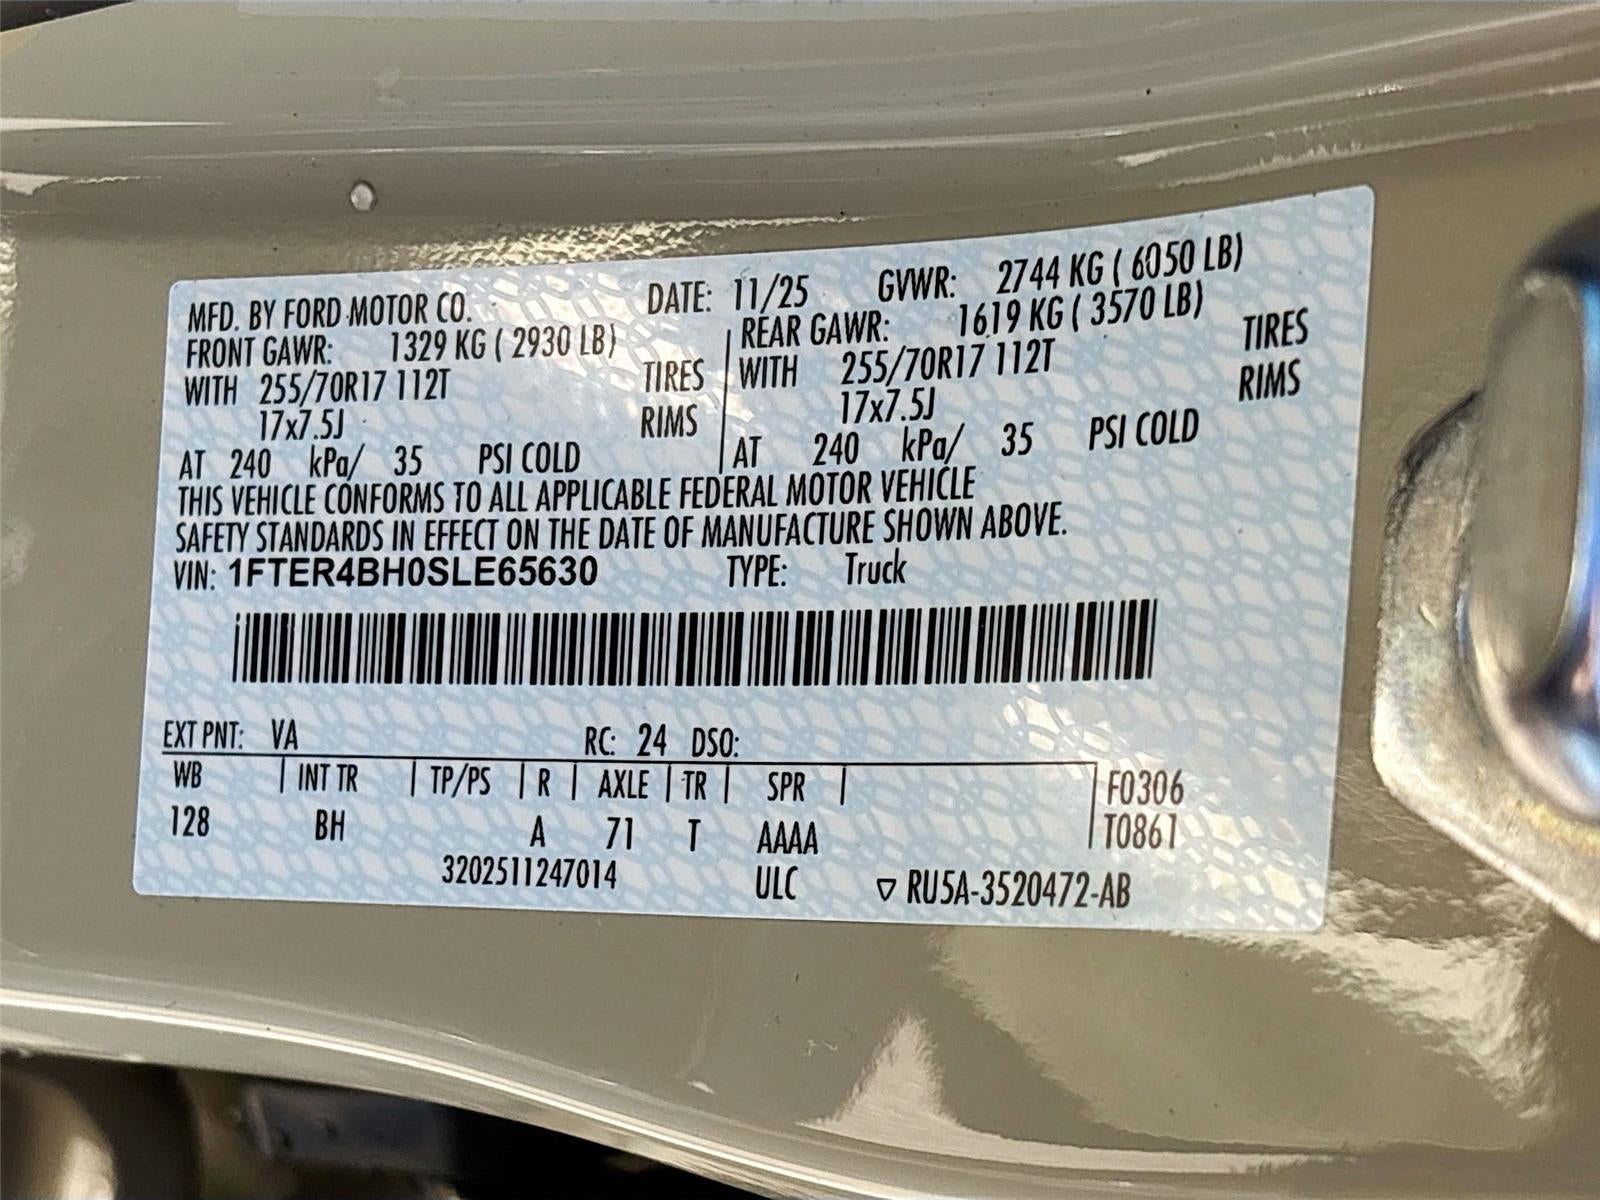 MFD. BY FORD MOTOR CO. DATE: 11/25 GVWR: 2744 KG ( 6050 LB)
FRONT GAWR: 1329 KG ( 2930 LB) REAR GAWR: 1619 KG ( 3570 LB)
WITH 255/70R17 112T TIRES WITH 255/70R17 112T TIRES
17x7.5J RIMS 17x7.5J RIMS
AT 240 kPa/ 35 PSI COLD AT 240 kPa/ 35 PSI COLD
THIS VEHICLE CONFORMS TO ALL APPLICABLE FEDERAL MOTOR VEHICLE
SAFETY STANDARDS IN EFFECT ON THE DATE OF MANUFACTURE SHOWN ABOVE.
VIN: 1FTER4BH0SLE65630 TYPE: Truck
EXT PNT: VA RC: 24 DSO:
WB INT TR TP/PS R AXLE TR SPR F0306
128 BH A 71 T AAAA T0861
3202511247014 ULC ▽ RU5A-3520472-AB